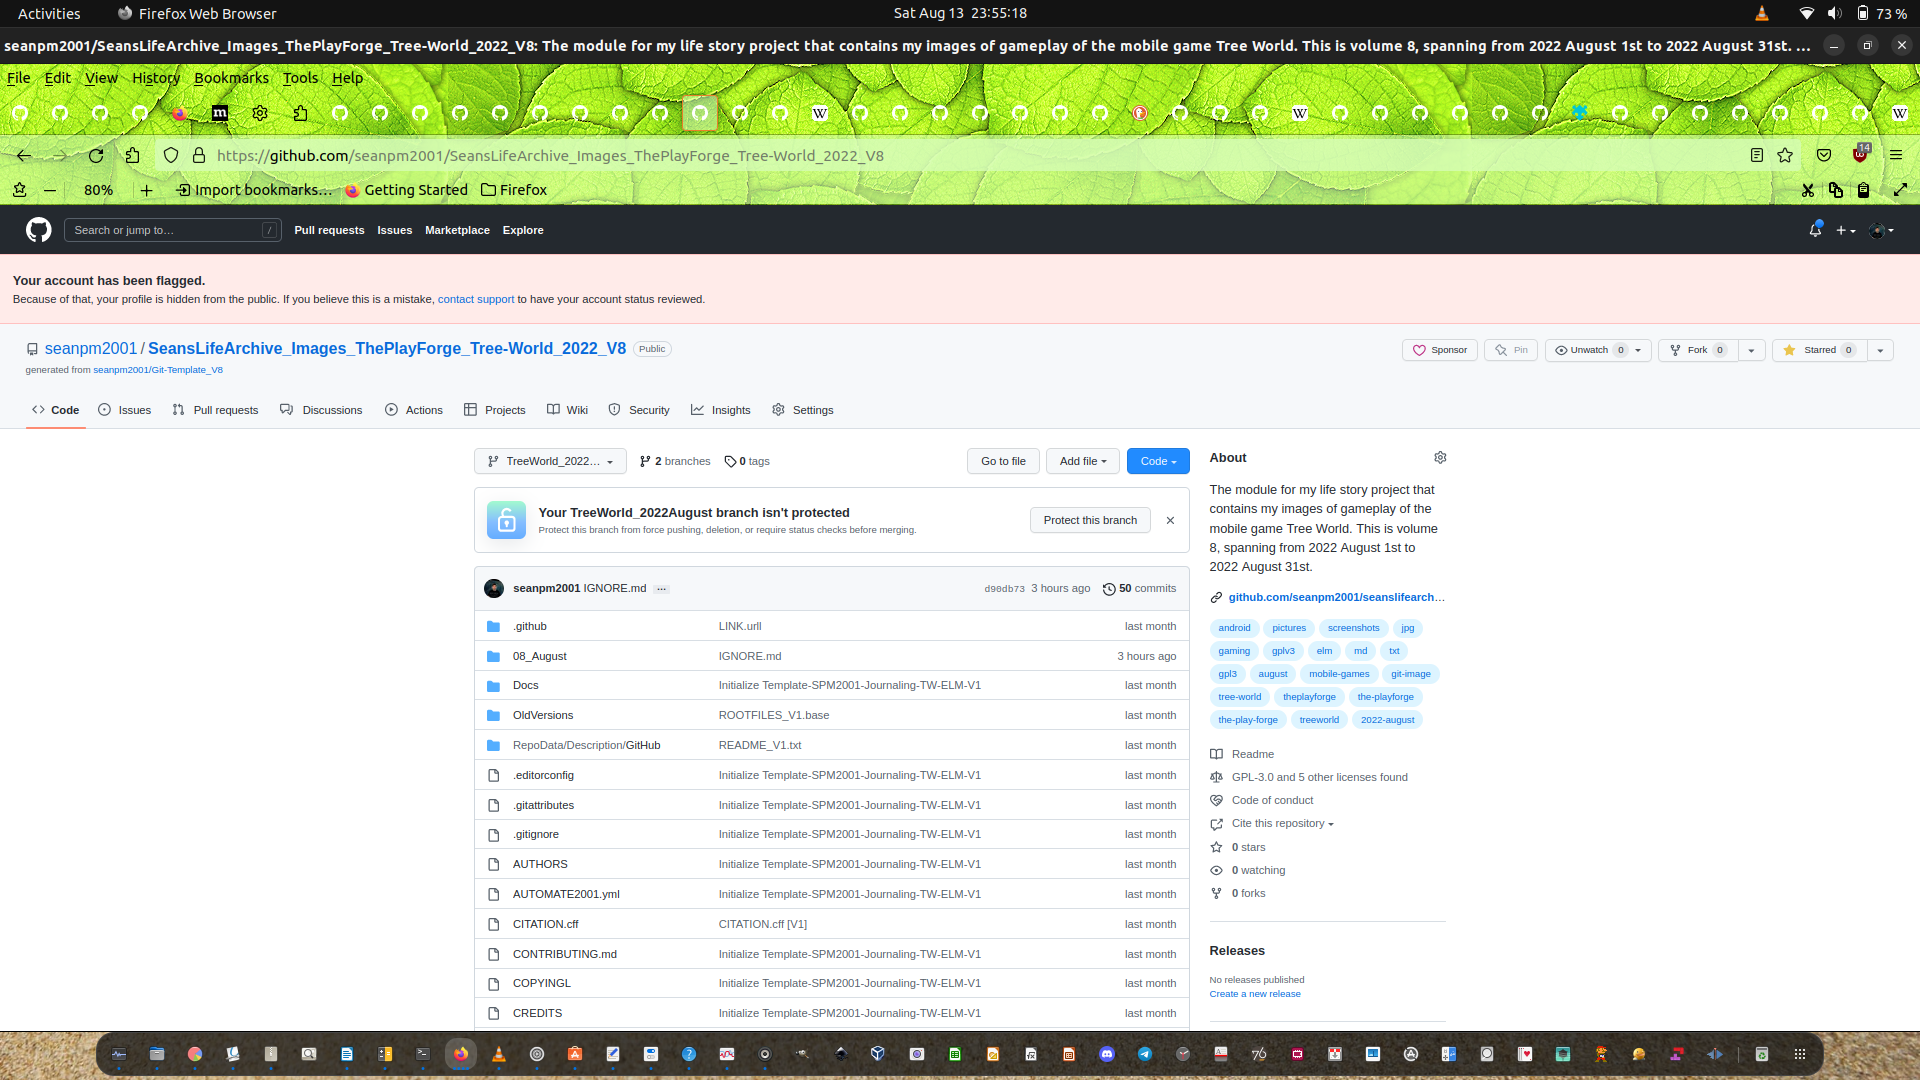 Activities
Firefox Web Browser
Sat Aug 13 23:55:18
73 %
seanpm2001/SeansLifeArchive_Images_ThePlayForge_Tree-World_2022_V8: The module for my life story project that contains my images of gameplay of the mobile game Tree World. This is volume 8, spanning from 2022 August 1st to 2022 August 31st. ...
File Edit View History Bookmarks Tools Help
https://github.com/seanpm2001/SeansLifeArchive_Images_ThePlayForge_Tree-World_2022_V8
14
80%
Import bookmarks...
Getting Started
Firefox
Search or jump to...
/
Pull requests Issues Marketplace Explore
Your account has been flagged.
Because of that, your profile is hidden from the public. If you believe this is a mistake, contact support to have your account status reviewed.
seanpm2001 / SeansLifeArchive_Images_ThePlayForge_Tree-World_2022_V8 Public
generated from seanpm2001/Git-Template_V8
Sponsor
Pin
Unwatch 0
Fork 0
Starred 0
Code Issues Pull requests Discussions Actions Projects Wiki Security Insights Settings
TreeWorld_2022...
2 branches
0 tags
Go to file
Add file
Code
Your TreeWorld_2022August branch isn't protected
Protect this branch from force pushing, deletion, or require status checks before merging.
Protect this branch
seanpm2001 IGNORE.md ...
d90db73 3 hours ago
50 commits
.github LINK.urll last month
08_August IGNORE.md 3 hours ago
Docs Initialize Template-SPM2001-Journaling-TW-ELM-V1 last month
OldVersions ROOTFILES_V1.base last month
RepoData/Description/GitHub README_V1.txt last month
.editorconfig Initialize Template-SPM2001-Journaling-TW-ELM-V1 last month
.gitattributes Initialize Template-SPM2001-Journaling-TW-ELM-V1 last month
.gitignore Initialize Template-SPM2001-Journaling-TW-ELM-V1 last month
AUTHORS Initialize Template-SPM2001-Journaling-TW-ELM-V1 last month
AUTOMATE2001.yml Initialize Template-SPM2001-Journaling-TW-ELM-V1 last month
CITATION.cff CITATION.cff [V1] last month
CONTRIBUTING.md Initialize Template-SPM2001-Journaling-TW-ELM-V1 last month
COPYINGL Initialize Template-SPM2001-Journaling-TW-ELM-V1 last month
CREDITS Initialize Template-SPM2001-Journaling-TW-ELM-V1 last month
About
The module for my life story project that
contains my images of gameplay of the
mobile game Tree World. This is volume
8, spanning from 2022 August 1st to
2022 August 31st.
github.com/seanpm2001/seanslifearch...
android pictures screenshots jpg
gaming gplv3 elm md txt
gpl3 august mobile-games git-image
tree-world theplayforge the-playforge
the-play-forge treeworld 2022-august
Readme
GPL-3.0 and 5 other licenses found
Code of conduct
Cite this repository
0 stars
0 watching
0 forks
Releases
No releases published
Create a new release